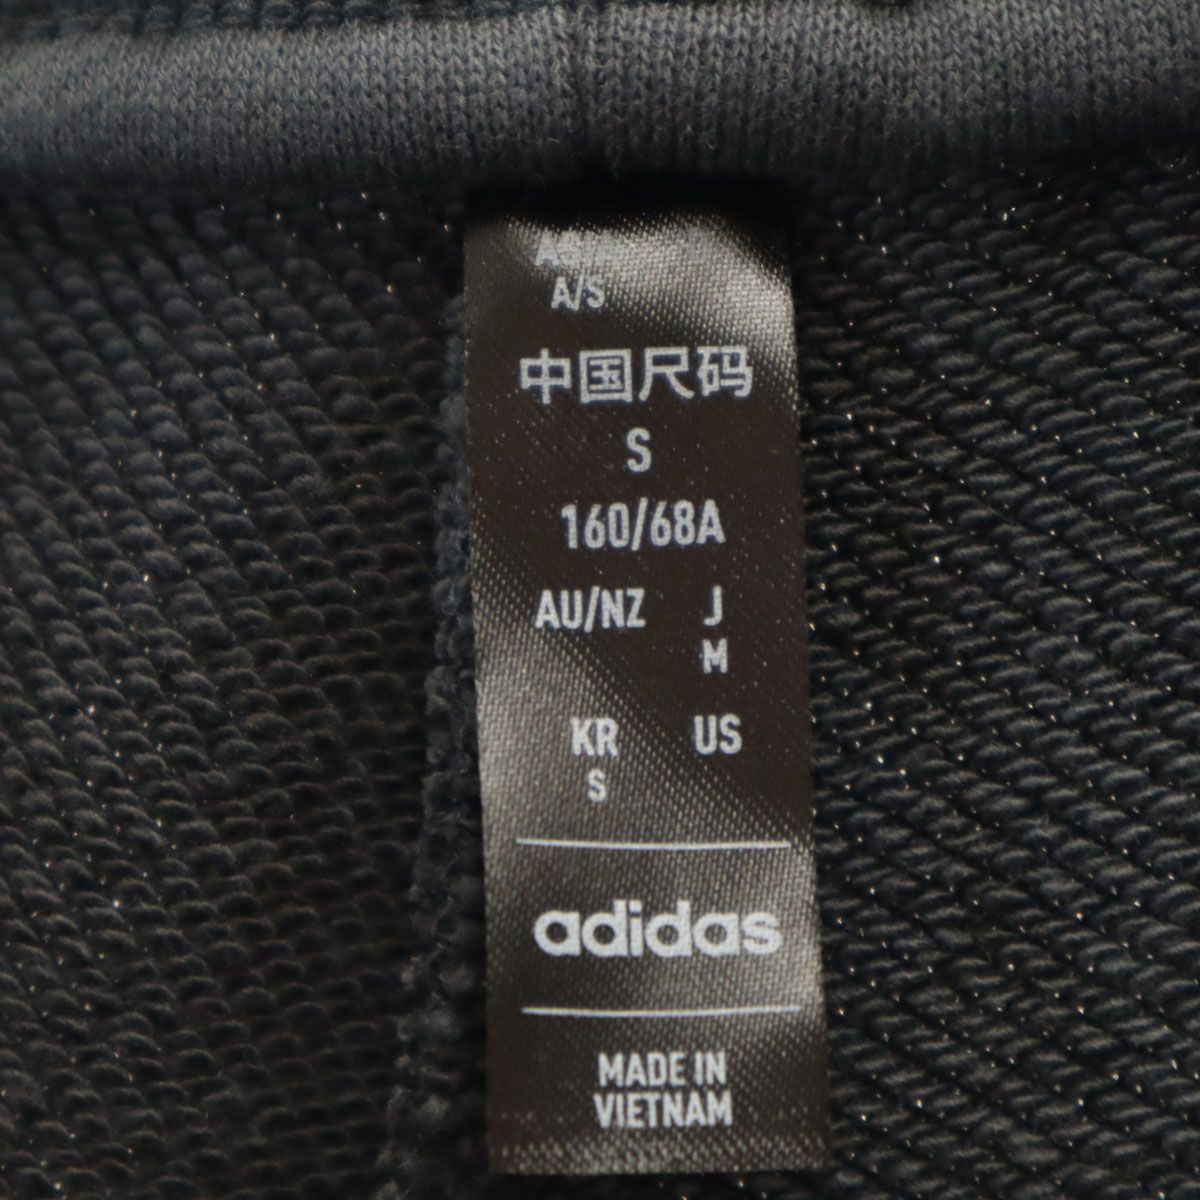 A/S
中国尺码
S
160/68A
AU/NZ J
M
KR US
S
adidas
MADE IN
VIETNAM